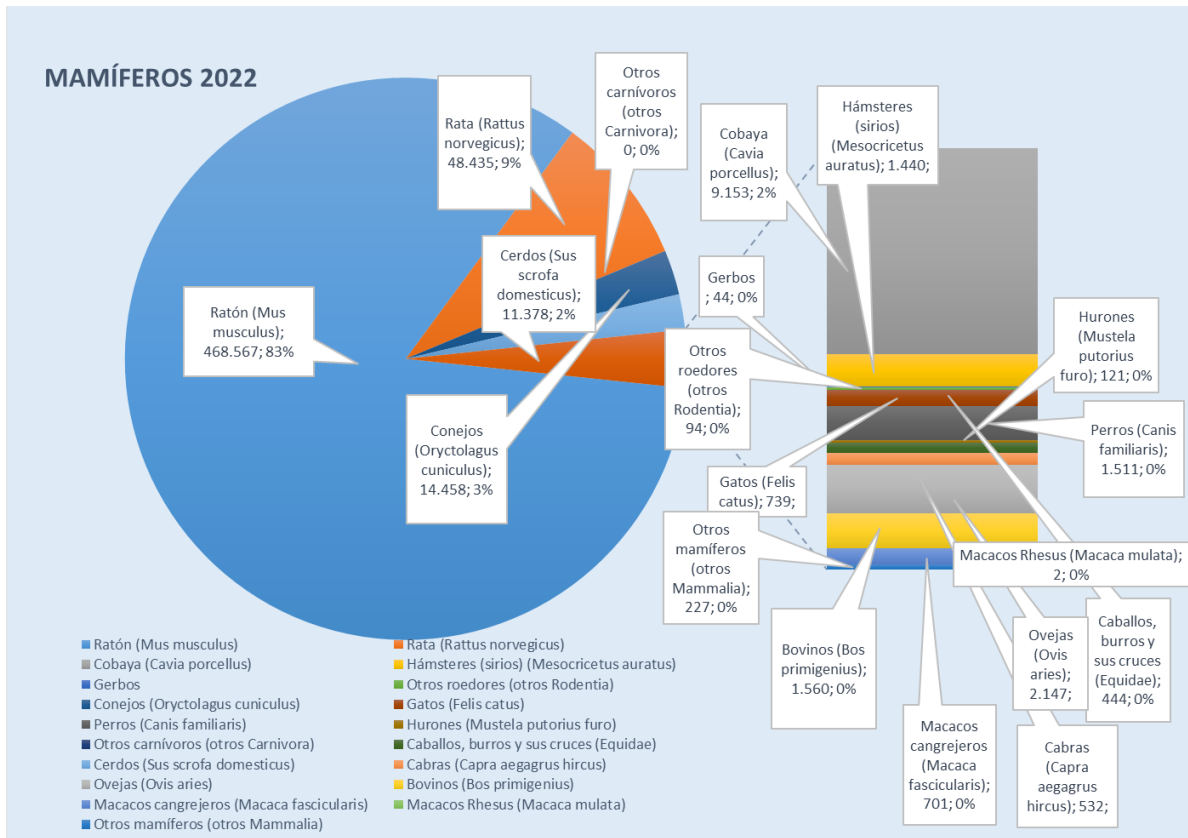 MAMÍFEROS 2022
Rata (Rattus
norvegicus);
48.435; 9%
Otros
carnívoros
(otros
Carnivora);
0; 0%
Cobaya (Cavia
porcellus);
9.153; 2%
Hámsteres
(sirios)
(Mesocricetus
auratus); 1.440;
Cerdos (Sus
scrofa
domesticus);
11.378; 2%
Gerbos
; 44; 0%
Ratón (Mus
musculus);
468.567; 83%
Otros
roedores
(otros
Rodentia);
94; 0%
Hurones
(Mustela
putorius
furo); 121; 0%
Conejos
(Oryctolagus
cuniculus);
14.458; 3%
Perros (Canis
familiaris);
1.511; 0%
Gatos (Felis
catus); 739;
Otros
mamíferos
(otros
Mammalia);
227; 0%
Macacos Rhesus (Macaca mulata);
2; 0%
Bovinos (Bos
primigenius);
1.560; 0%
Ovejas
(Ovis
aries);
2.147;
Caballos,
burros y
sus cruces
(Equidae);
444; 0%
Macacos
cangrejeros
(Macaca
fascicularis);
701; 0%
Cabras
(Capra
aegagrus
hircus); 532;
Ratón (Mus musculus)
Rata (Rattus norvegicus)
Cobaya (Cavia porcellus)
Hámsteres (sirios) (Mesocricetus auratus)
Gerbos
Otros roedores (otros Rodentia)
Conejos (Oryctolagus cuniculus)
Gatos (Felis catus)
Perros (Canis familiaris)
Hurones (Mustela putorius furo)
Otros carnívoros (otros Carnivora)
Caballos, burros y sus cruces (Equidae)
Cerdos (Sus scrofa domesticus)
Cabras (Capra aegagrus hircus)
Ovejas (Ovis aries)
Bovinos (Bos primigenius)
Macacos cangrejeros (Macaca fascicularis)
Macacos Rhesus (Macaca mulata)
Otros mamíferos (otros Mammalia)